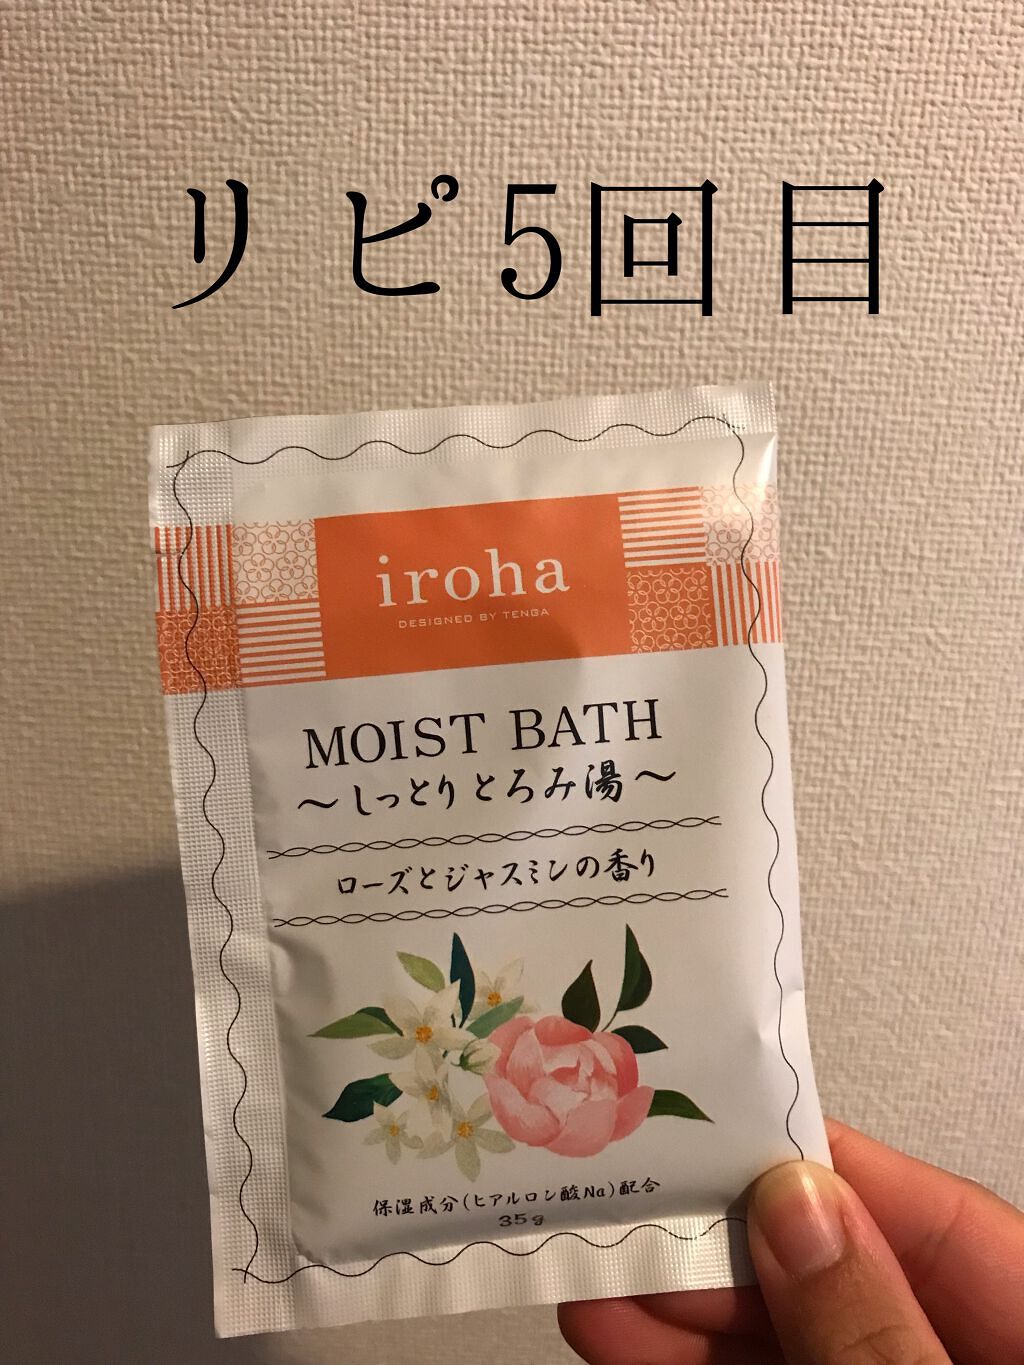 リピ5回目
iroha
DESIGNED BY TENGA
MOIST BATH
～しっとりとろみ湯～
ローズとジャスミンの香り
保湿成分(ヒアルロン酸Na)配合
35g